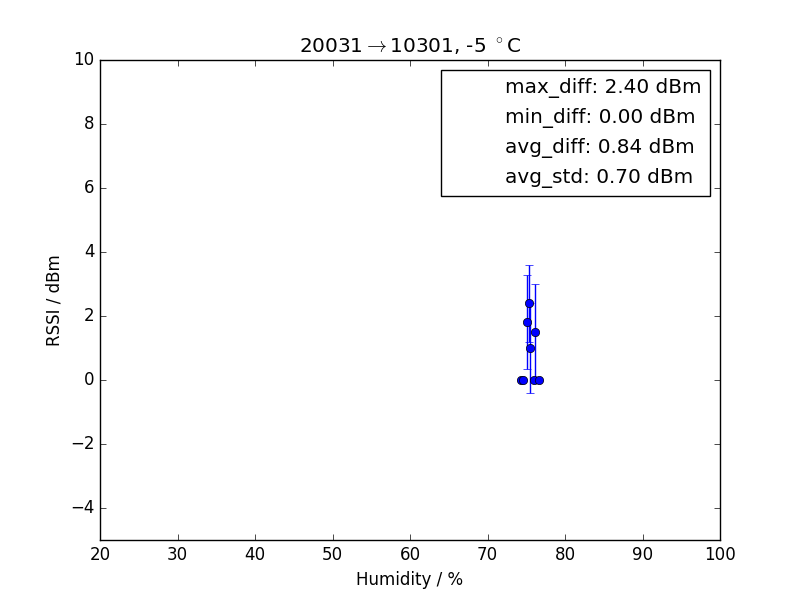 20031→10301, -5 °C
max_diff: 2.40 dBm
min_diff: 0.00 dBm
avg_diff: 0.84 dBm
avg_std: 0.70 dBm
RSSI / dBm
10
8
6
4
2
0
−2
−4
20 30 40 50 60 70 80 90 100
Humidity / %